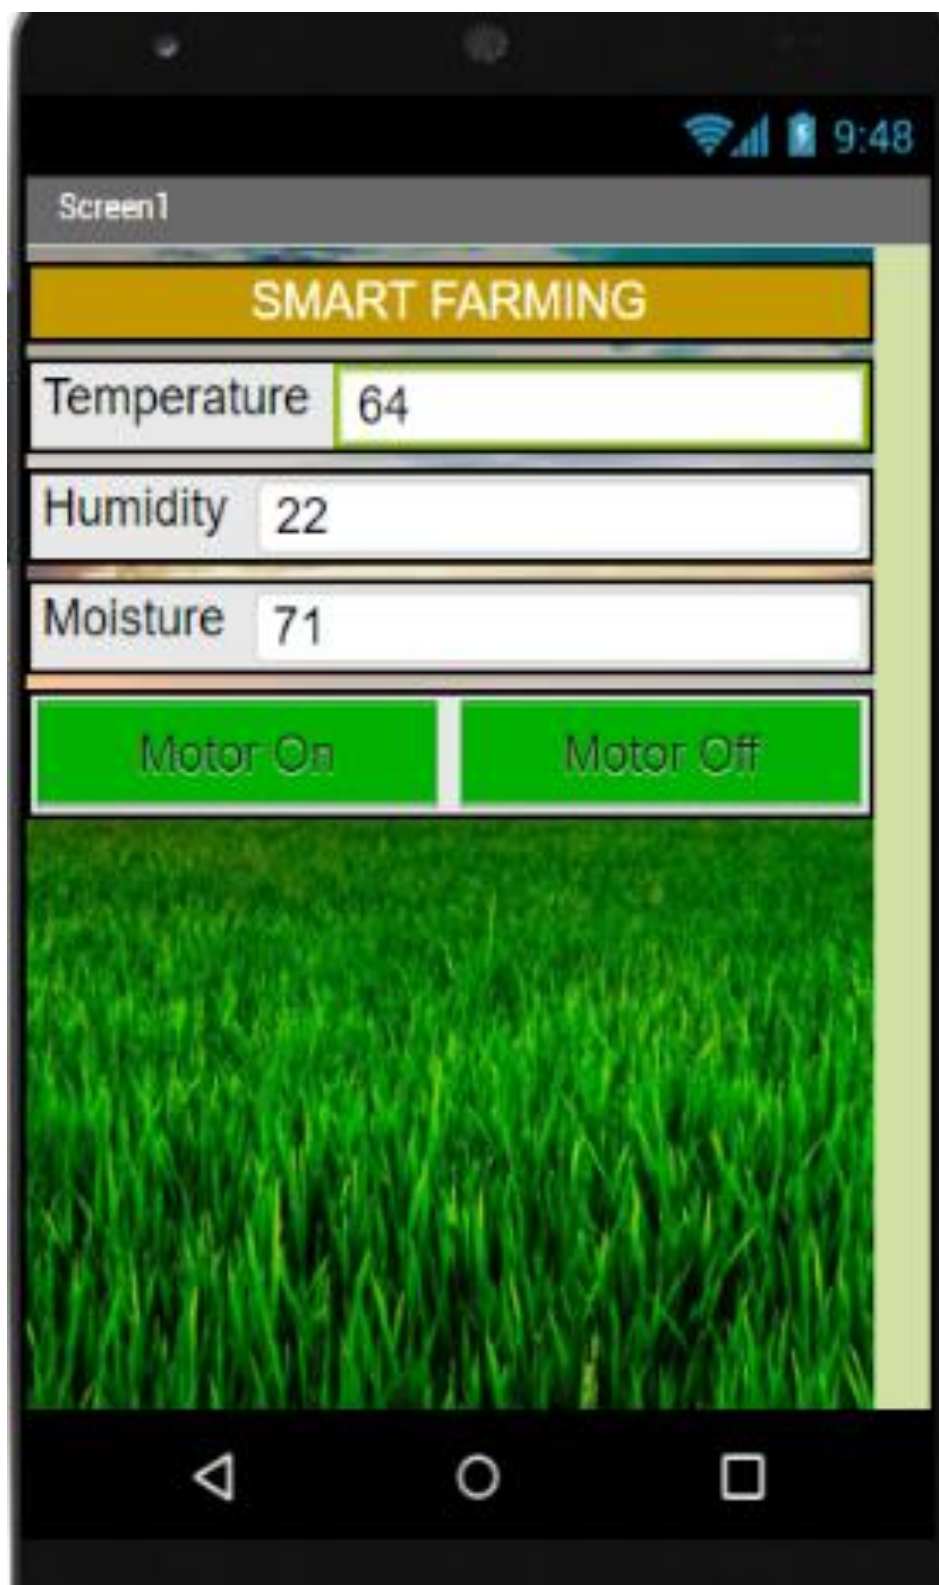 9:48
Screen1
SMART FARMING
Temperature 64
Humidity 22
Moisture 71
Motor On Motor Off